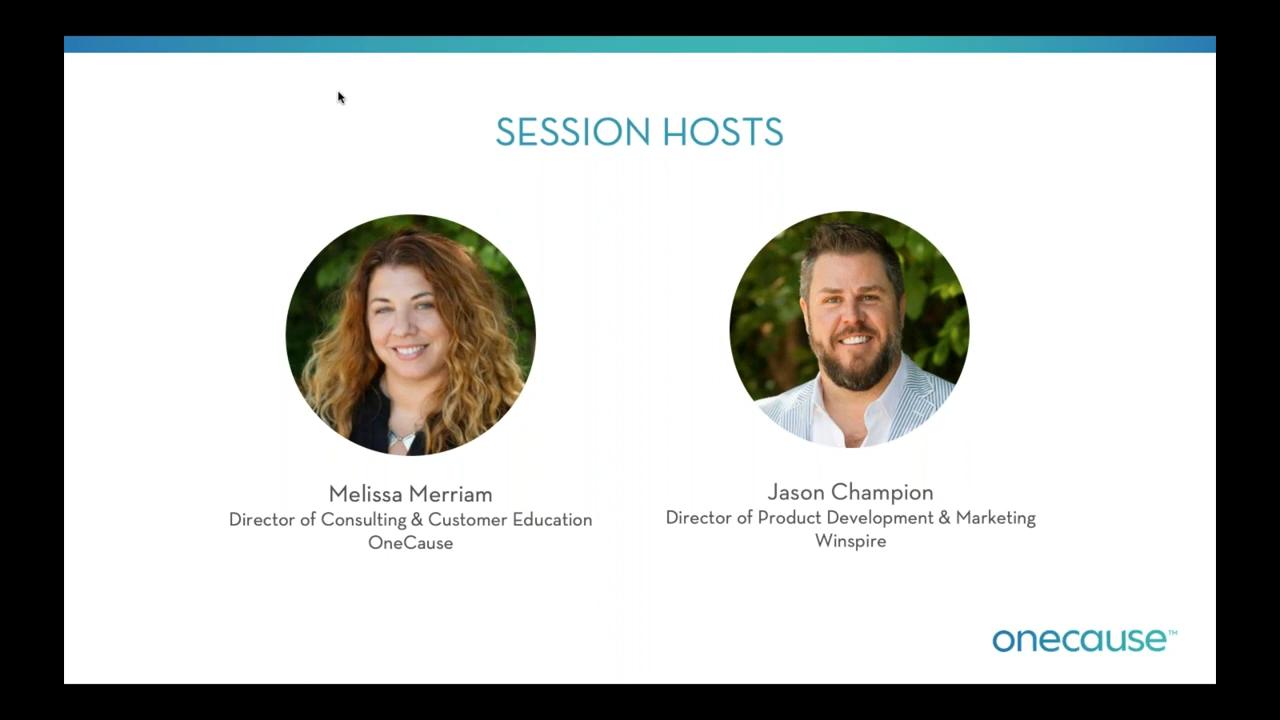 SESSION HOSTS
Melissa Merriam
Director of Consulting & Customer Education
OneCause
Jason Champion
Director of Product Development & Marketing
Winspire
onecause™